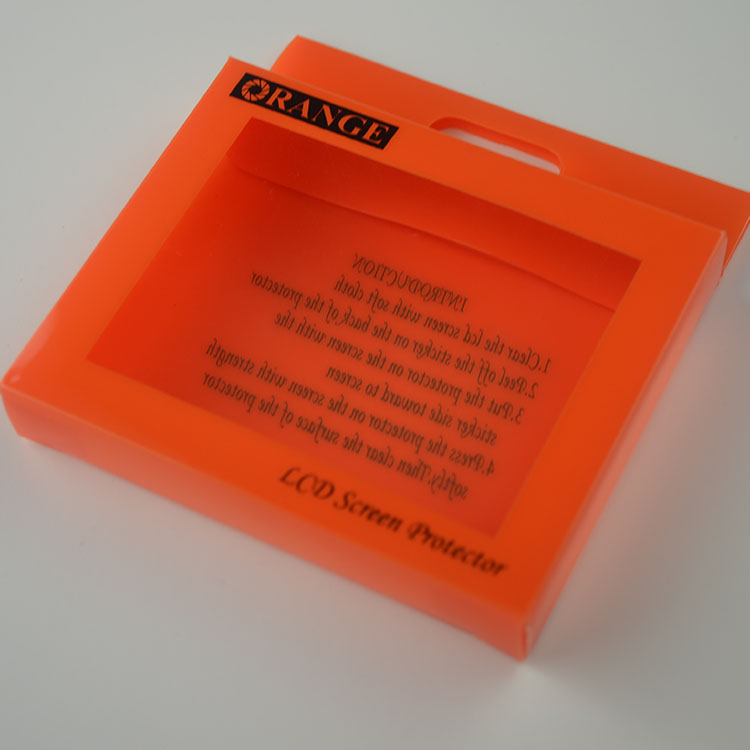 ORANGE
INTRODUCTION
1.Clear the lcd screen with soft cloth
2.Peel off the sticker on the back of the protector
3.Put the protector on the screen with the
sticker side toward to screen
4.Press the protector on the screen with strength
softly.Then clear the surface of the protector
LCD Screen Protector